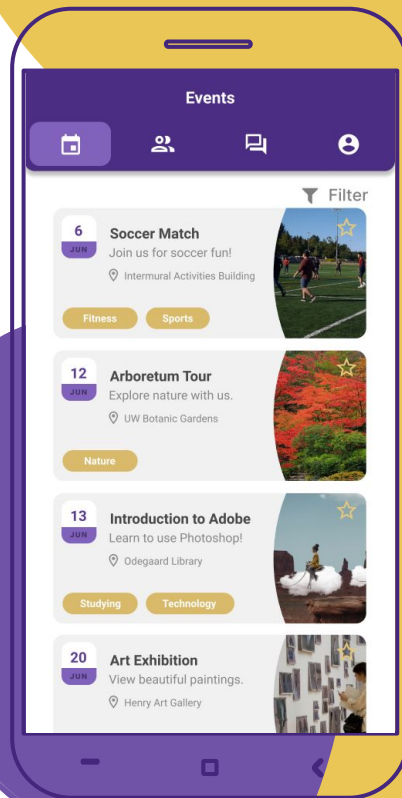 Events
Filter
6
JUN
Soccer Match
Join us for soccer fun!
Intermural Activities Building
Fitness
Sports
12
JUN
Arboretum Tour
Explore nature with us.
UW Botanic Gardens
Nature
13
JUN
Introduction to Adobe
Learn to use Photoshop!
Odegaard Library
Studying
Technology
20
JUN
Art Exhibition
View beautiful paintings.
Henry Art Gallery